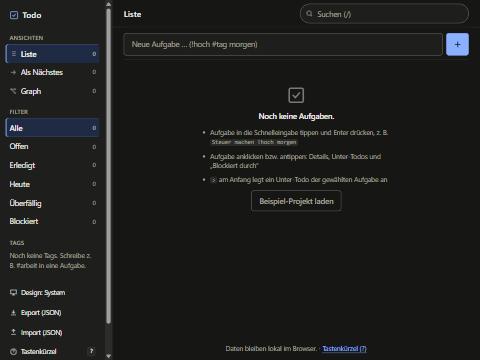 Todo
ANSICHTEN
Liste 0
Als Nächstes 0
Graph 0
FILTER
Alle 0
Offen 0
Erledigt 0
Heute 0
Überfällig 0
Blockiert 0
TAGS
Noch keine Tags. Schreibe z.
B. #arbeit in eine Aufgabe.
Design: System
Export (JSON)
Import (JSON)
Tastenkürzel ?
Liste
Suchen (/)
Neue Aufgabe ... (!hoch #tag morgen)
+
Noch keine Aufgaben.
• Aufgabe in die Schnelleingabe tippen und Enter drücken, z. B.
Steuer machen !hoch morgen
• Aufgabe anklicken bzw. antippen: Details, Unter-Todos und
„Blockiert durch"
• > am Anfang legt ein Unter-Todo der gewählten Aufgabe an
Beispiel-Projekt laden
Daten bleiben lokal im Browser. · Tastenkürzel (?)